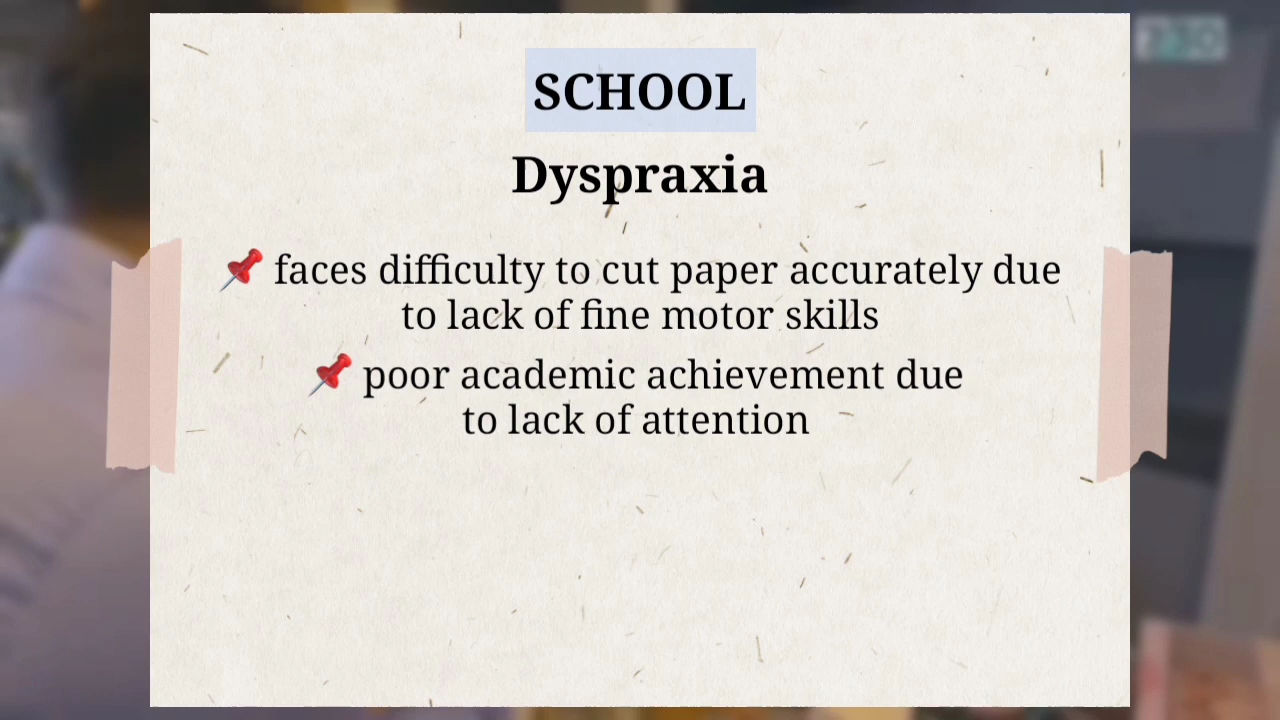 SCHOOL
Dyspraxia
📌 faces difficulty to cut paper accurately due
to lack of fine motor skills
📌 poor academic achievement due
to lack of attention